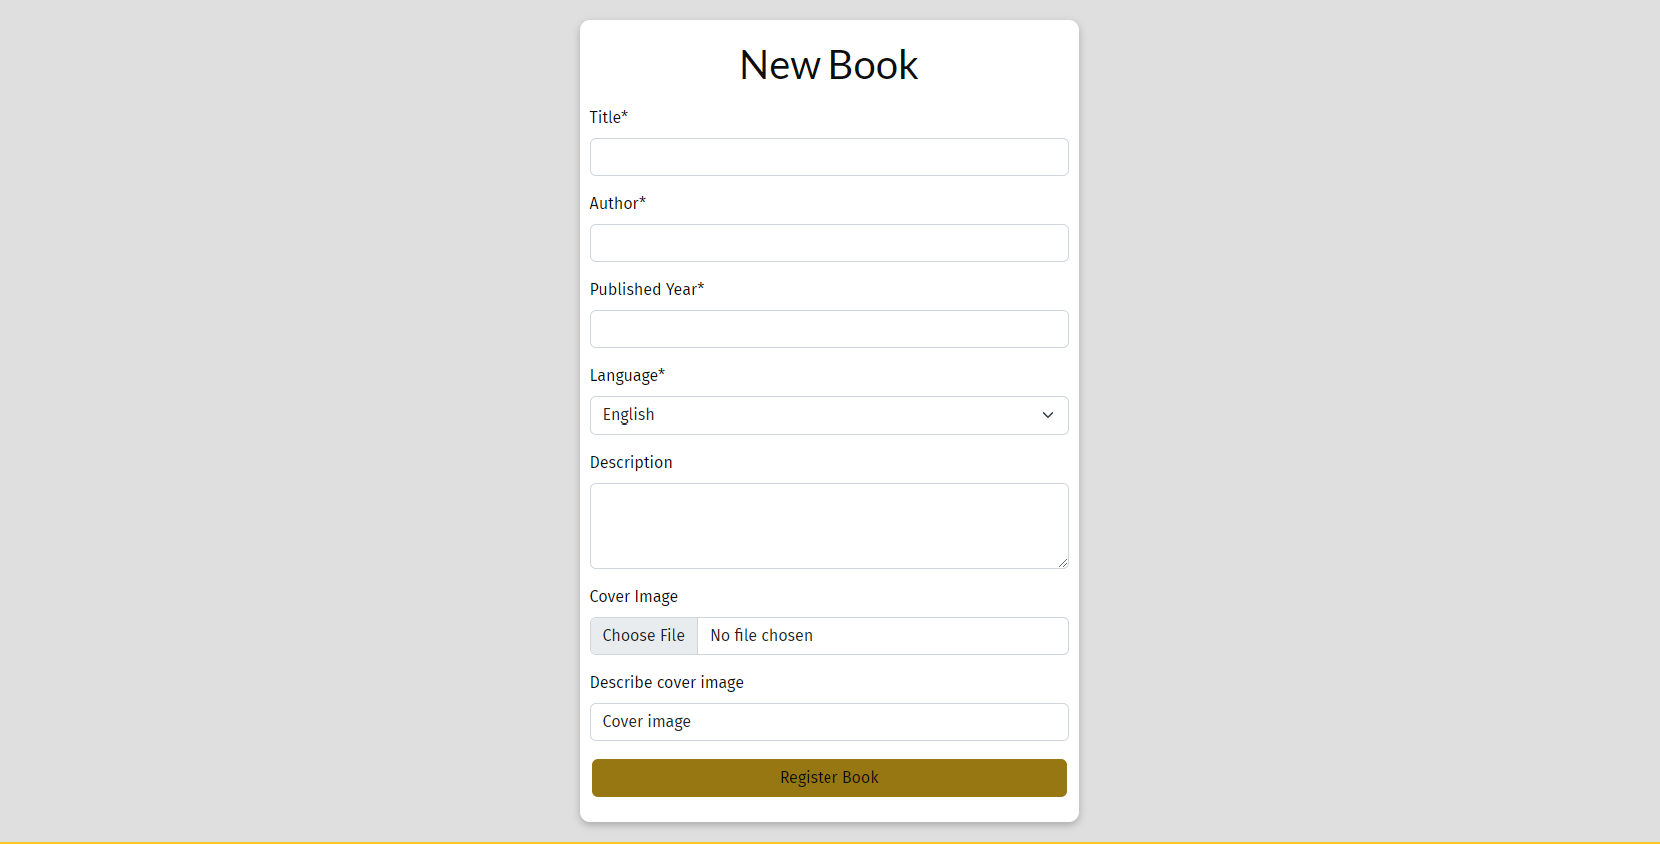 New Book
Title*
Author*
Published Year*
Language*
English
Description
Cover Image
Choose File No file chosen
Describe cover image
Cover image
Register Book